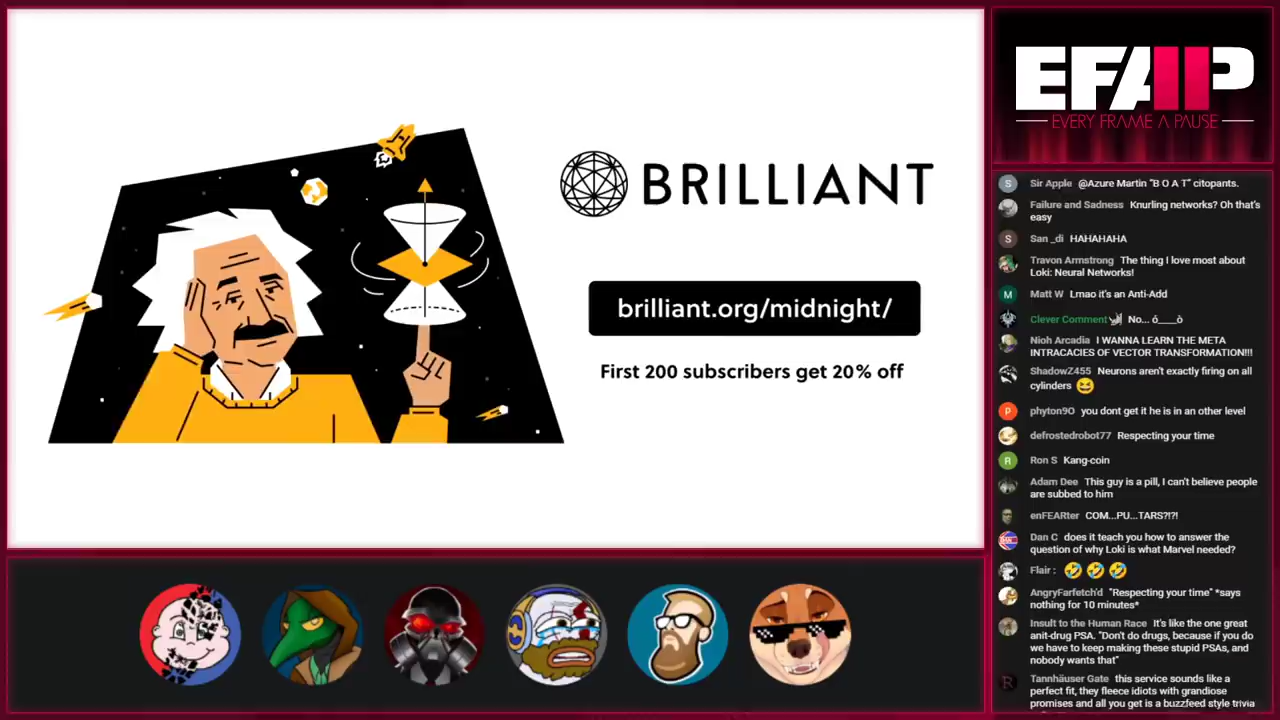 BRILLIANT
brilliant.org/midnight/
First 200 subscribers get 20% off
EFAP
EVERY FRAME A PAUSE
S Sir Apple @Azure Martin "B O A T" citopants.
Failure and Sadness Knurling networks? Oh that's
easy
S San _di HAHAHAHA
Travon Armstrong The thing I love most about
Loki: Neural Networks!
M Matt W Lmao it's an Anti-Add
Clever Comment No... ó____ò
Nioh Arcadia I WANNA LEARN THE META
INTRACACIES OF VECTOR TRANSFORMATION!!!
ShadowZ455 Neurons aren't exactly firing on all
cylinders 😆
P phyton90 you dont get it he is in an other level
defrostedrobot77 Respecting your time
R Ron S Kang-coin
Adam Dee This guy is a pill, I can't believe people
are subbed to him
enFEARter COM...PU...TARS?!?!
Dan C does it teach you how to answer the
question of why Loki is what Marvel needed?
Flair : 🤣 🤣 🤣
AngryFarfetch'd "Respecting your time" *says
nothing for 10 minutes*
Insult to the Human Race It's like the one great
anit-drug PSA. "Don't do drugs, because if you do
we have to keep making these stupid PSAs, and
nobody wants that"
R Tannhäuser Gate this service sounds like a
perfect fit, they fleece idiots with grandiose
promises and all you get is a buzzfeed style trivia